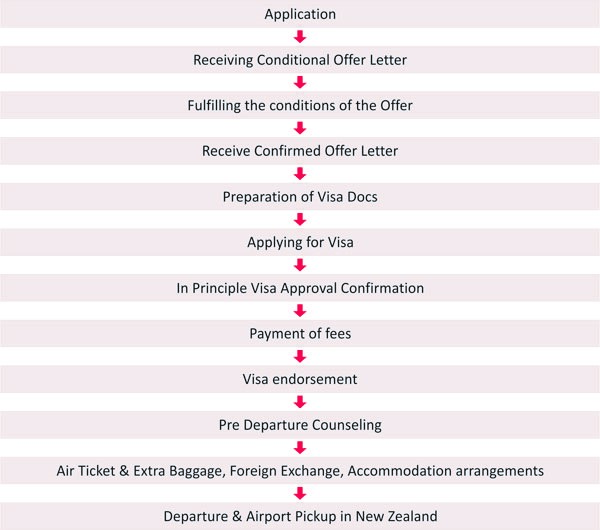 Application
Receiving Conditional Offer Letter
Fulfilling the conditions of the Offer
Receive Confirmed Offer Letter
Preparation of Visa Docs
Applying for Visa
In Principle Visa Approval Confirmation
Payment of fees
Visa endorsement
Pre Departure Counseling
Air Ticket & Extra Baggage, Foreign Exchange, Accommodation arrangements
Departure & Airport Pickup in New Zealand